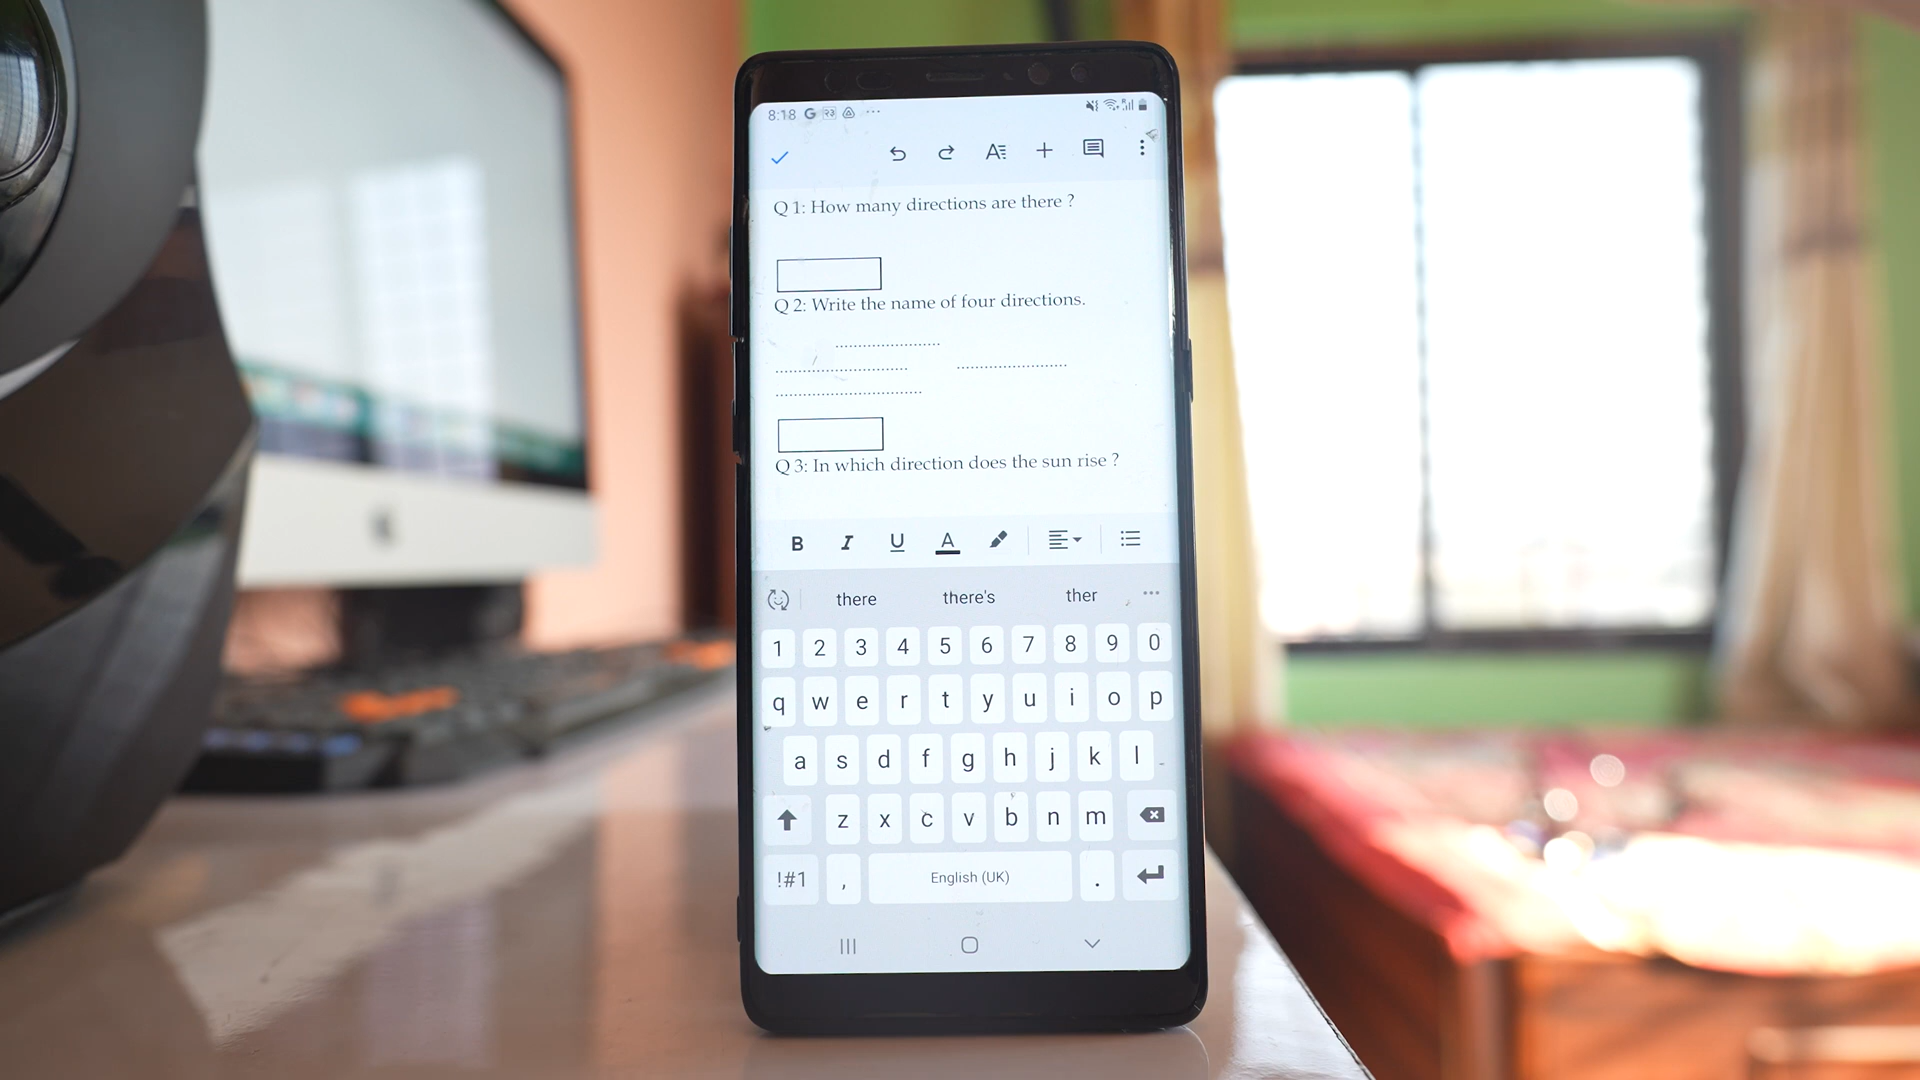 8:18 G २३
Q 1: How many directions are there ?
Q 2: Write the name of four directions.
........................
.............................. .........................
.................................
Q 3: In which direction does the sun rise ?
B I U A
there there's ther
1 2 3 4 5 6 7 8 9 0
q w e r t y u i o p
a s d f g h j k l
z x c v b n m
!#1 , English (UK) .